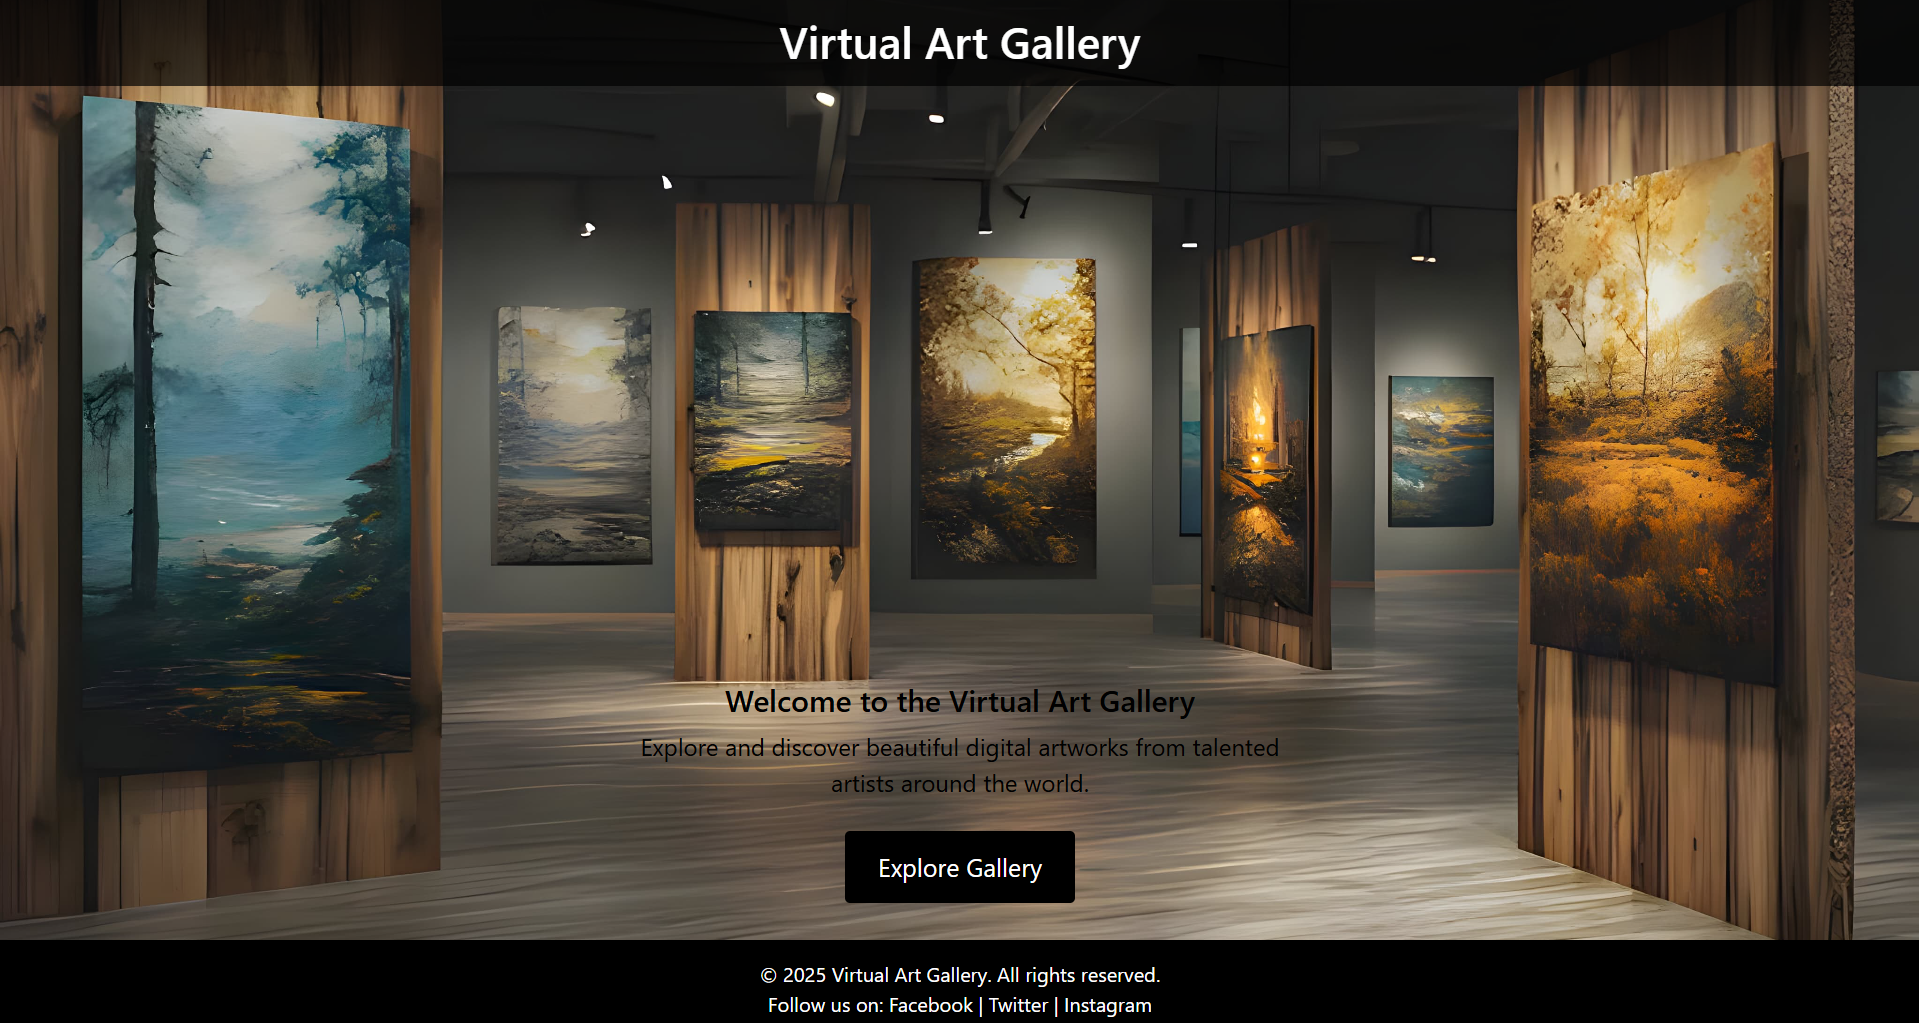 Virtual Art Gallery
Welcome to the Virtual Art Gallery
Explore and discover beautiful digital artworks from talented
artists around the world.
Explore Gallery
© 2025 Virtual Art Gallery. All rights reserved.
Follow us on: Facebook | Twitter | Instagram